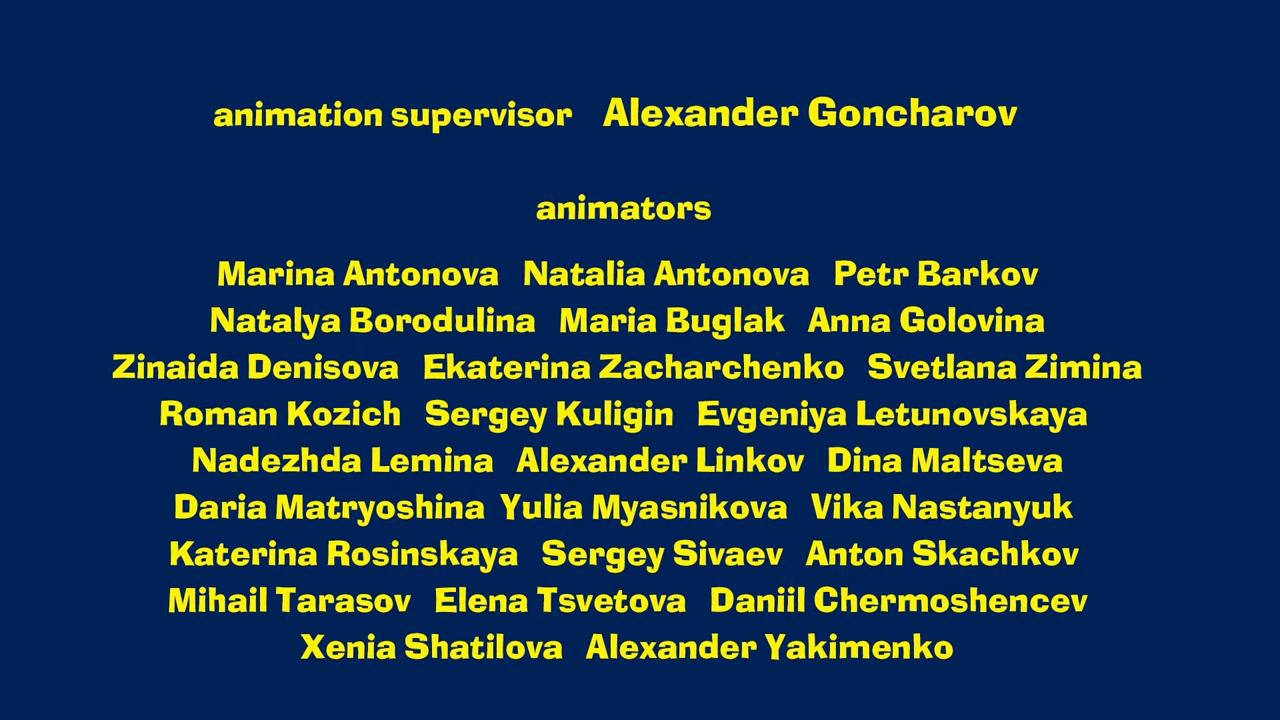 animation supervisor Alexander Goncharov
animators
Marina Antonova Natalia Antonova Petr Barkov
Natalya Borodulina Maria Buglak Anna Golovina
Zinaida Denisova Ekaterina Zacharchenko Svetlana Zimina
Roman Kozich Sergey Kuligin Evgeniya Letunovskaya
Nadezhda Lemina Alexander Linkov Dina Maltseva
Daria Matryoshina Yulia Myasnikova Vika Nastanyuk
Katerina Rosinskaya Sergey Sivaev Anton Skachkov
Mihail Tarasov Elena Tsvetova Daniil Chermoshencev
Xenia Shatilova Alexander Yakimenko